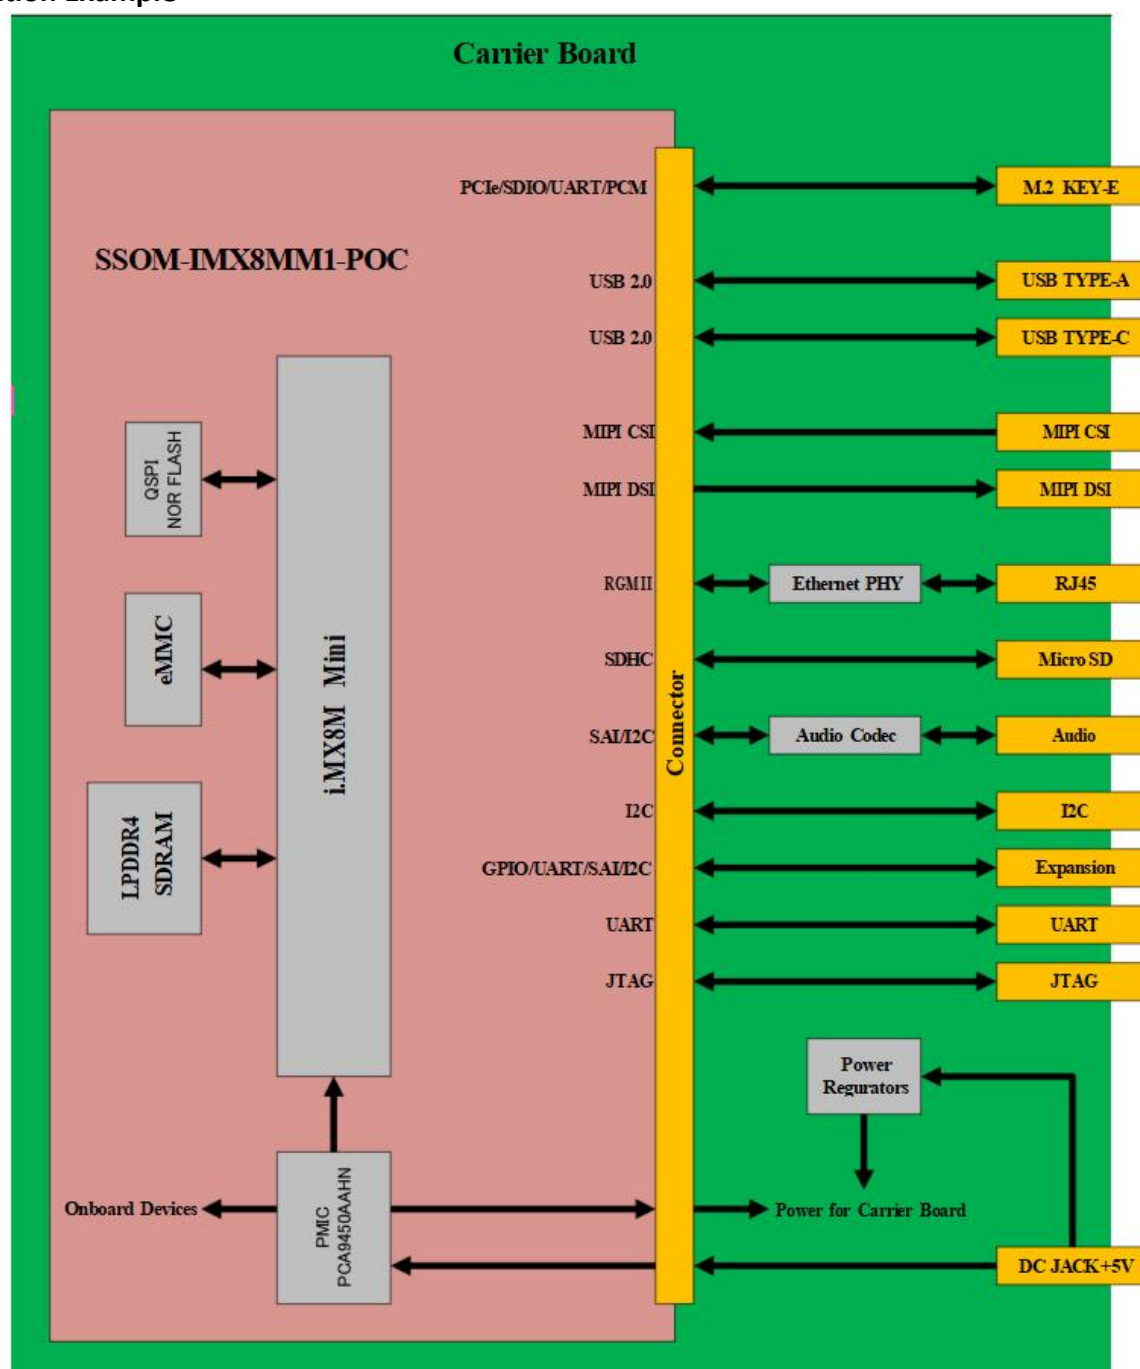 Carrier Board
PCIe/SDIO/UART/PCM
M.2 KEY-E
SSOM-IMX8MM1-POC
USB 2.0
USB TYPE-A
USB 2.0
USB TYPE-C
MIPI CSI
MIPI CSI
MIPI DSI
MIPI DSI
QSPI
NOR FLASH
RGMII
Ethernet PHY
RJ45
eMMC
i.MX8M Mini
SDHC
Micro SD
Connector
SAI/I2C
Audio Codec
Audio
LPDDR4
SDRAM
I2C
I2C
GPIO/UART/SAI/I2C
Expansion
UART
UART
JTAG
JTAG
Power
Regurators
Onboard Devices
PMIC
PCA9450AAHN
Power for Carrier Board
DC JACK+5V